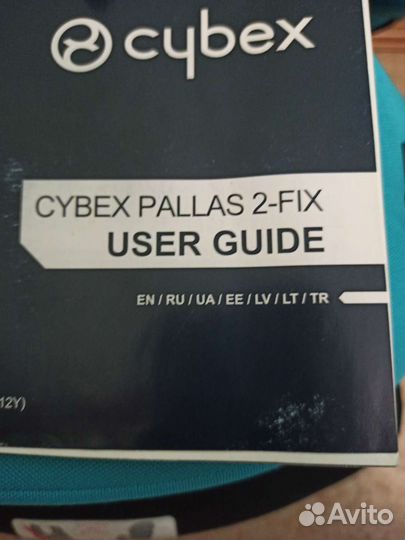 cybex
CYBEX PALLAS 2-FIX
USER GUIDE
EN / RU / UA / EE / LV / LT / TR
12Y)
Avito